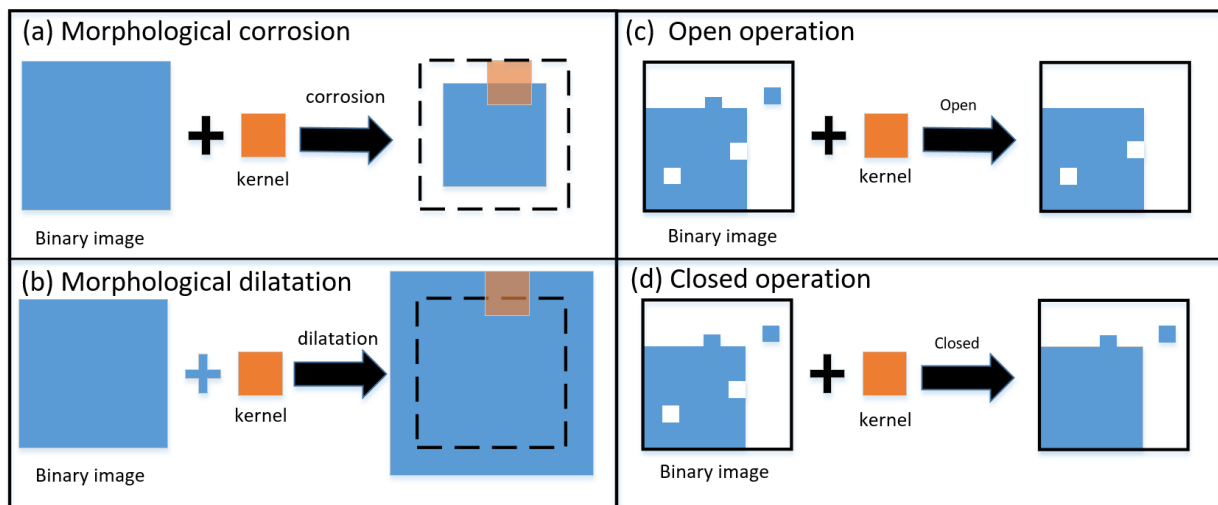 (a) Morphological corrosion
corrosion
kernel
Binary image
(b) Morphological dilatation
dilatation
kernel
Binary image
(c) Open operation
Open
kernel
Binary image
(d) Closed operation
Closed
kernel
Binary image